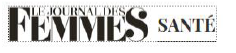 LE JOURNAL DES
FEMMES SANTÉ